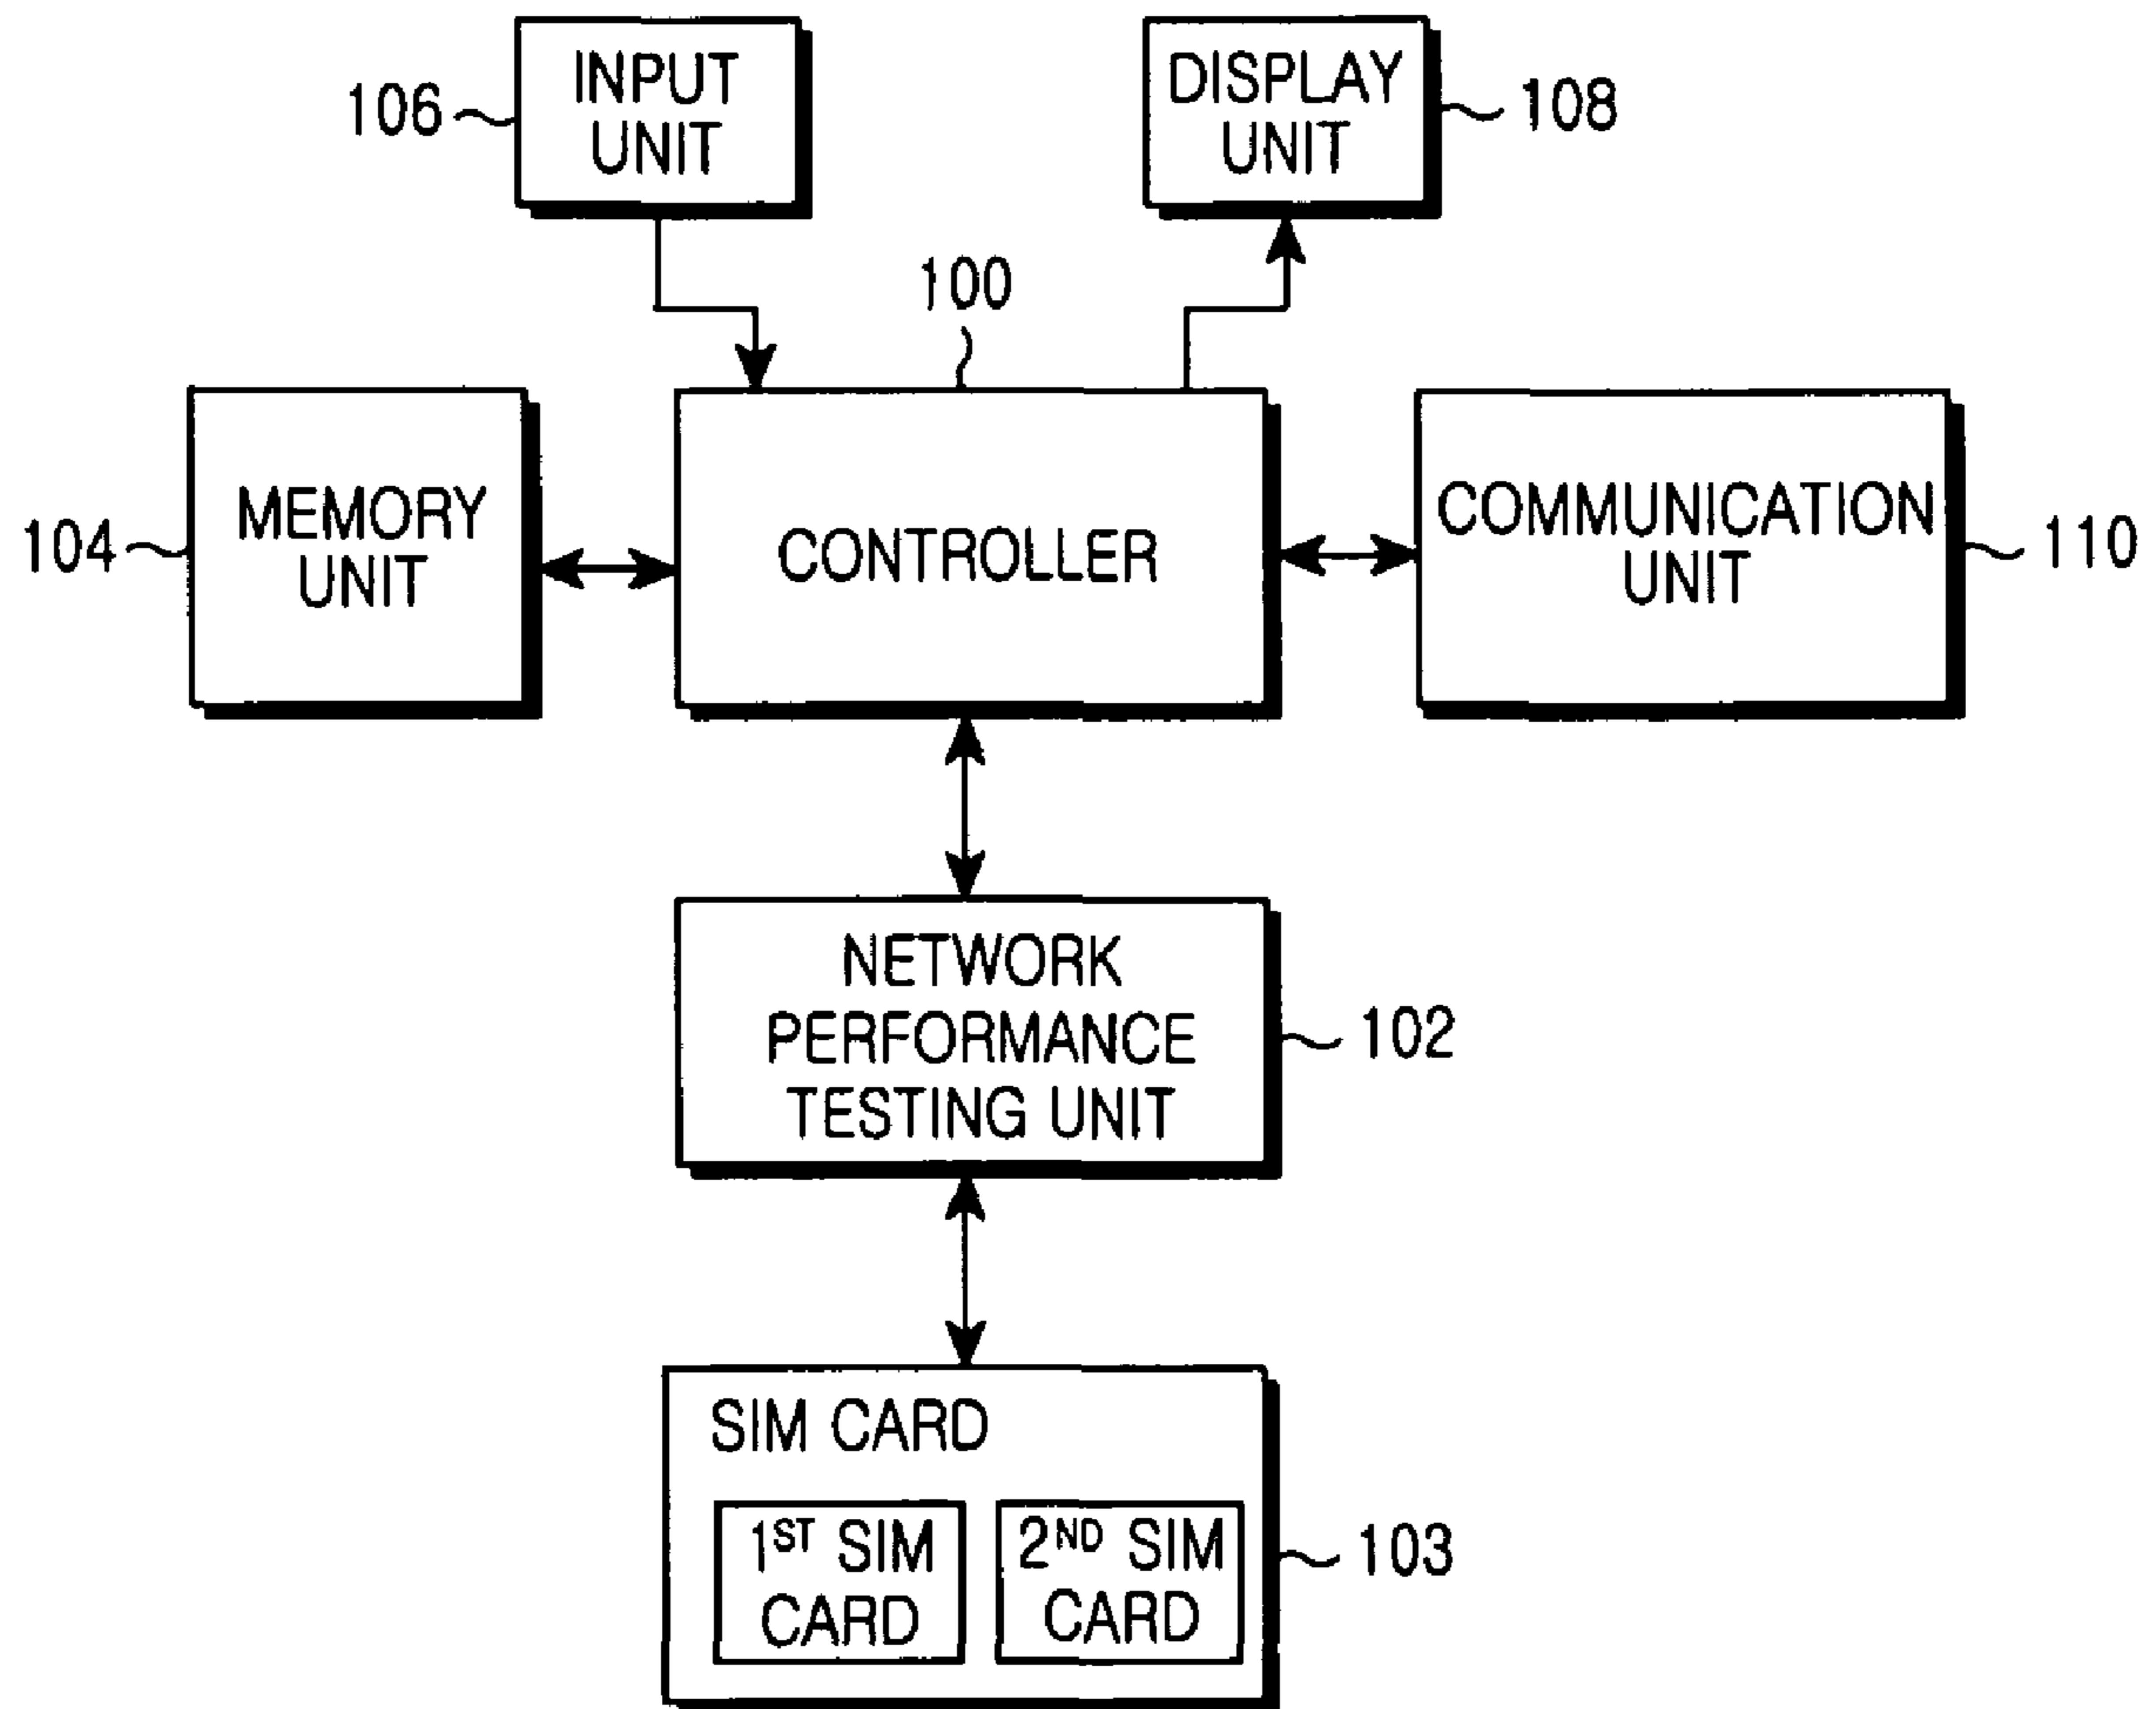 106
INPUT
UNIT
DISPLAY
UNIT
108
100
104
MEMORY
UNIT
CONTROLLER
COMMUNICATION
UNIT
110
NETWORK
PERFORMANCE
TESTING UNIT
102
SIM CARD
1ST SIM
CARD
2ND SIM
CARD
103